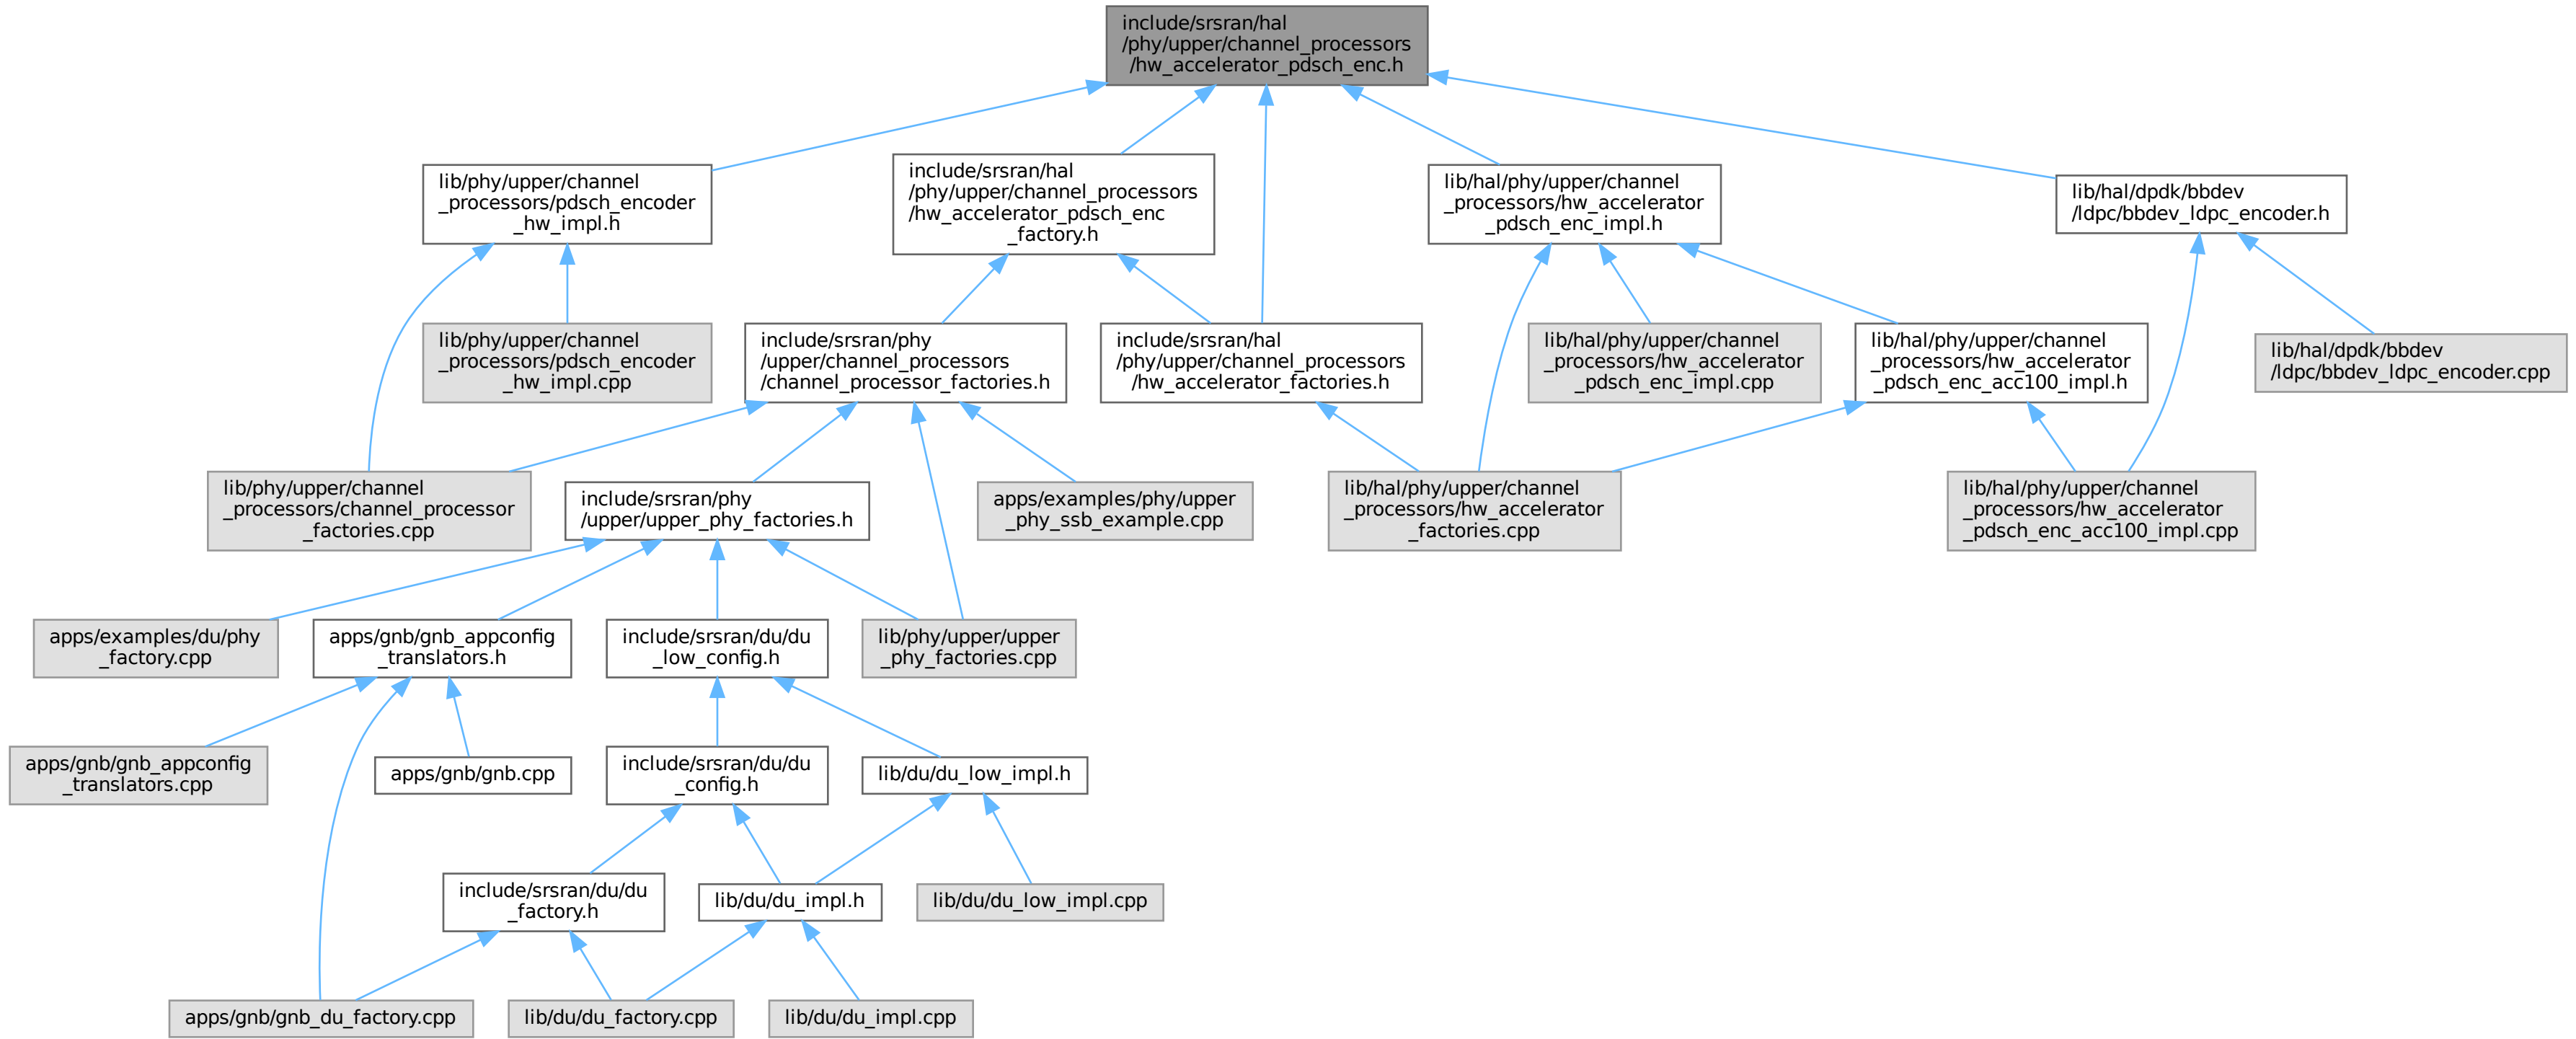 include/srsran/hal
/phy/upper/channel_processors
/hw_accelerator_pdsch_enc.h
lib/phy/upper/channel
_processors/pdsch_encoder
_hw_impl.h
include/srsran/hal
/phy/upper/channel_processors
/hw_accelerator_pdsch_enc
_factory.h
lib/hal/phy/upper/channel
_processors/hw_accelerator
_pdsch_enc_impl.h
lib/hal/dpdk/bbdev
/ldpc/bbdev_ldpc_encoder.h
lib/phy/upper/channel
_processors/pdsch_encoder
_hw_impl.cpp
include/srsran/phy
/upper/channel_processors
/channel_processor_factories.h
include/srsran/hal
/phy/upper/channel_processors
/hw_accelerator_factories.h
lib/hal/phy/upper/channel
_processors/hw_accelerator
_pdsch_enc_impl.cpp
lib/hal/phy/upper/channel
_processors/hw_accelerator
_pdsch_enc_acc100_impl.h
lib/hal/dpdk/bbdev
/ldpc/bbdev_ldpc_encoder.cpp
lib/phy/upper/channel
_processors/channel_processor
_factories.cpp
include/srsran/phy
/upper/upper_phy_factories.h
apps/examples/phy/upper
_phy_ssb_example.cpp
lib/hal/phy/upper/channel
_processors/hw_accelerator
_factories.cpp
lib/hal/phy/upper/channel
_processors/hw_accelerator
_pdsch_enc_acc100_impl.cpp
apps/examples/du/phy
_factory.cpp
apps/gnb/gnb_appconfig
_translators.h
include/srsran/du/du
_low_config.h
lib/phy/upper/upper
_phy_factories.cpp
apps/gnb/gnb_appconfig
_translators.cpp
apps/gnb/gnb.cpp
include/srsran/du/du
_config.h
lib/du/du_low_impl.h
include/srsran/du/du
_factory.h
lib/du/du_impl.h
lib/du/du_low_impl.cpp
apps/gnb/gnb_du_factory.cpp
lib/du/du_factory.cpp
lib/du/du_impl.cpp